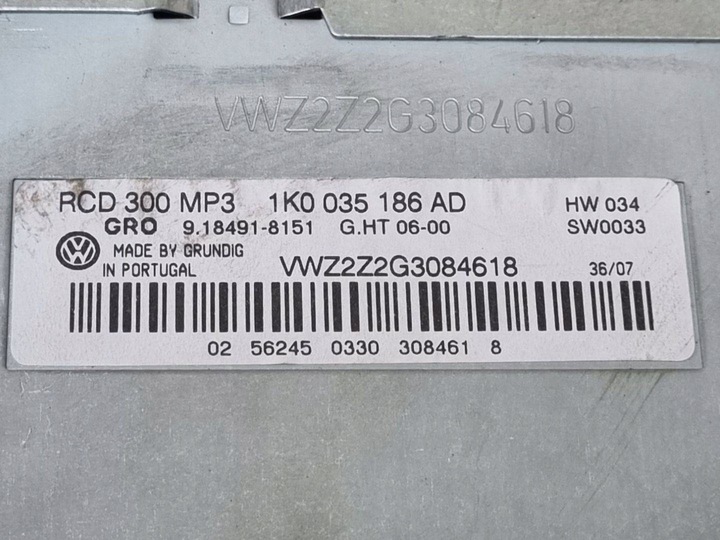 VWZ2Z2G3084618
RCD 300 MP3 1K0 035 186 AD HW 034
GRO 9.18491-8151 G.HT 06-00 SW0033
MADE BY GRUNDIG
IN PORTUGAL VWZ2Z2G3084618 36/07
02 56245 0330 308461 8